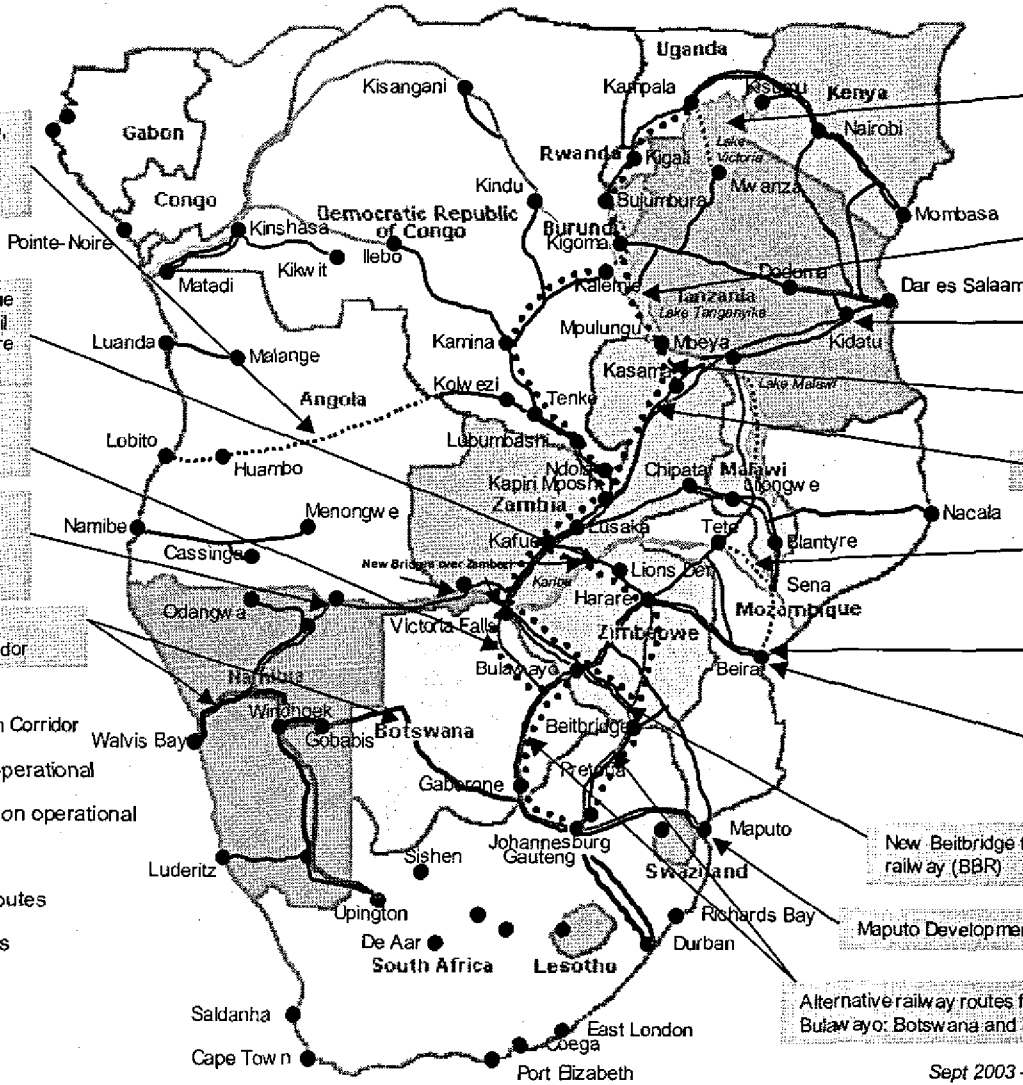 Uganda
Kisangani
Kampala
Kisumu
Kenya
Gabon
Nairobi
Lake
Victoria
Rwanda
Kigali
Congo
Kindu
Mwanza
Bujumbura
Democratic Republic
of Congo
Mombasa
Pointe-Noire
Kinshasa
Burundi
Kigoma
Ilebo
Kikwit
Matadi
Dodoma
Kalemie
Tanzania
Dar es Salaam
Lake Tanganyika
Mpulungu
Luanda
Malange
Kamina
Mbeya
Kidatu
Kasama
Kolwezi
Lake Malawi
Angola
Tenke
Lobito
Lubumbashi
Huambo
Ndola
Chipata
Malawi
Kapiri Mposhi
Lilongwe
Menongwe
Zambia
Namibe
Lusaka
Tete
Nacala
Cassinga
Kafue
Blantyre
New Bridges over Zambezi
Lions Den
Kariba
Sena
Odangwa
Harare
Mozambique
Victoria Falls
Zimbabwe
dor
Bulawayo
Beira
Namibia
Windhoek
n Corridor
Walvis Bay
Gobabis
Botswana
Beitbridge
perational
Pretoria
Gaborone
on operational
Maputo
New Beitbridge t
railway (BBR)
Johannesburg
Gauteng
Sishen
Swaziland
Luderitz
outes
Upington
Richards Bay
Maputo Developme
s
De Aar
Durban
South Africa
Lesotho
Alternative railway routes f
Bulawayo: Botswana and
Saldanha
East London
Coega
Cape Town
Port Elizabeth
Sept 2003 -